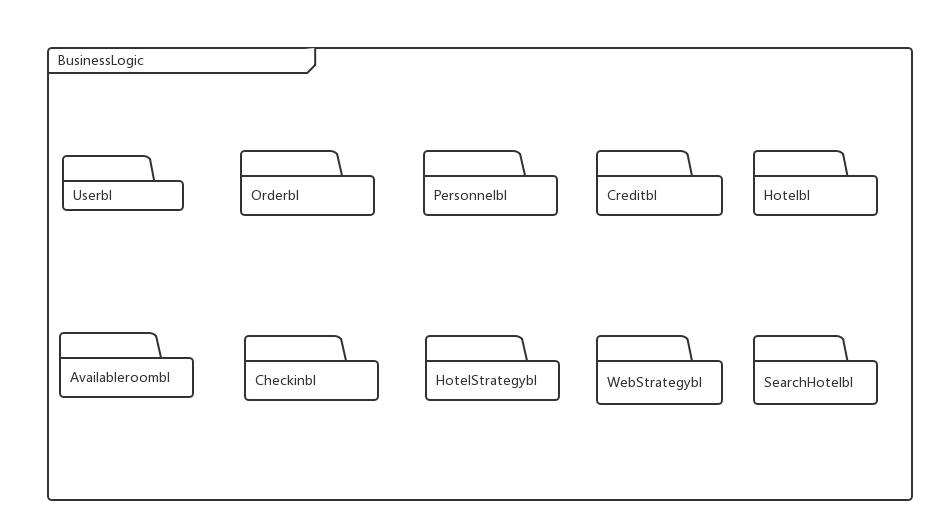 BusinessLogic
Userbl
Orderbl
Personnelbl
Creditbl
Hotelbl
Availableroombl
Checkinbl
HotelStrategybl
WebStrategybl
SearchHotelbl